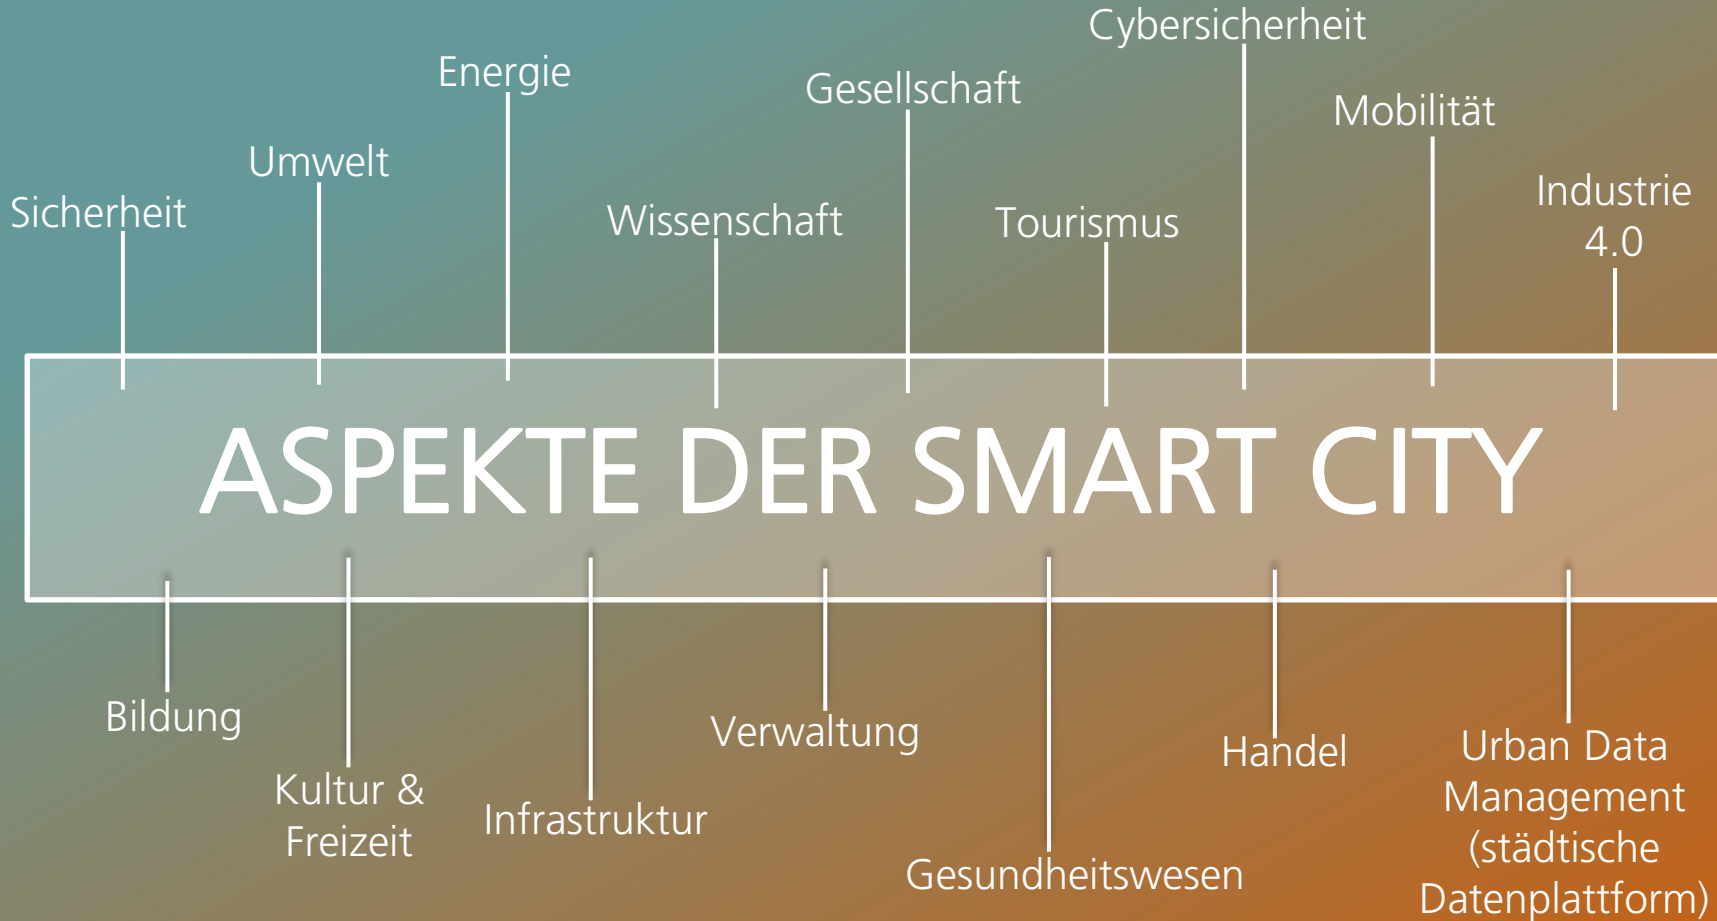 Cybersicherheit
Energie
Gesellschaft
Mobilität
Umwelt
Industrie
4.0
Sicherheit
Wissenschaft
Tourismus
ASPEKTE DER SMART CITY
Bildung
Verwaltung
Handel
Urban Data
Management
(städtische
Datenplattform)
Kultur &
Freizeit
Infrastruktur
Gesundheitswesen